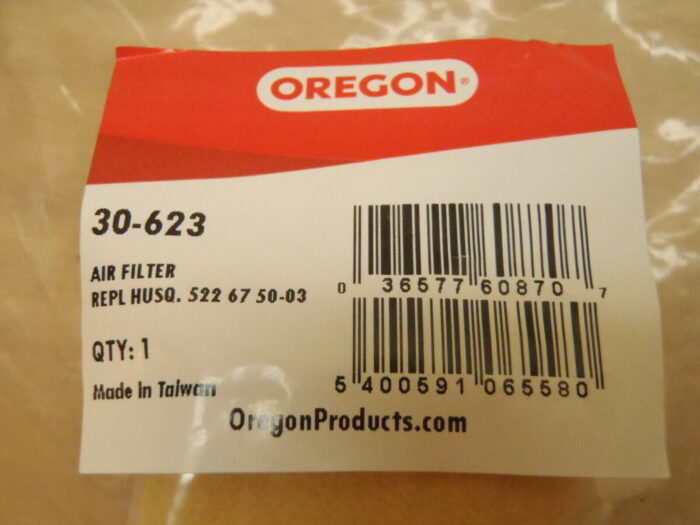 OREGON®
30-623
AIR FILTER
REPL HUSQ. 522 67 50-03
QTY: 1
Made in Taiwan
0 36577 60870 7
5 400591 065580
OregonProducts.com